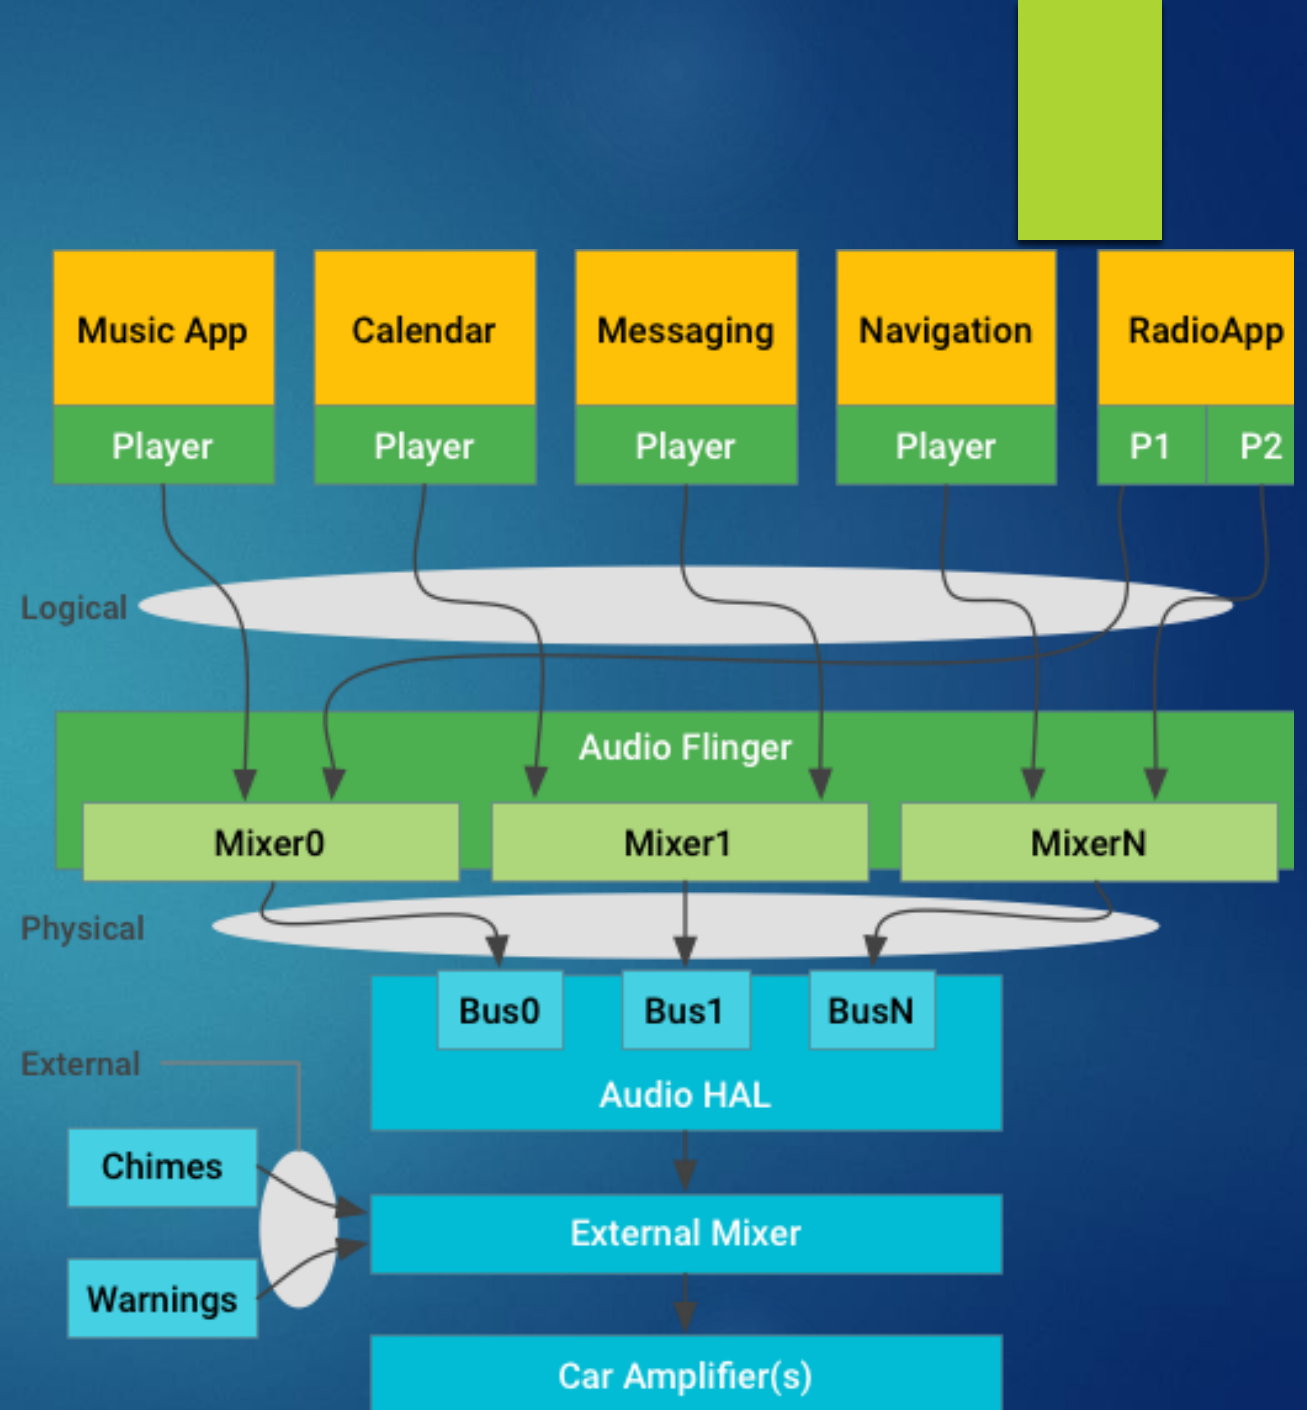 Music App
Calendar
Messaging
Navigation
RadioApp
Player
Player
Player
Player
P1
P2
Logical
Audio Flinger
Mixer0
Mixer1
MixerN
Physical
Bus0
Bus1
BusN
Audio HAL
External
Chimes
External Mixer
Warnings
Car Amplifier(s)